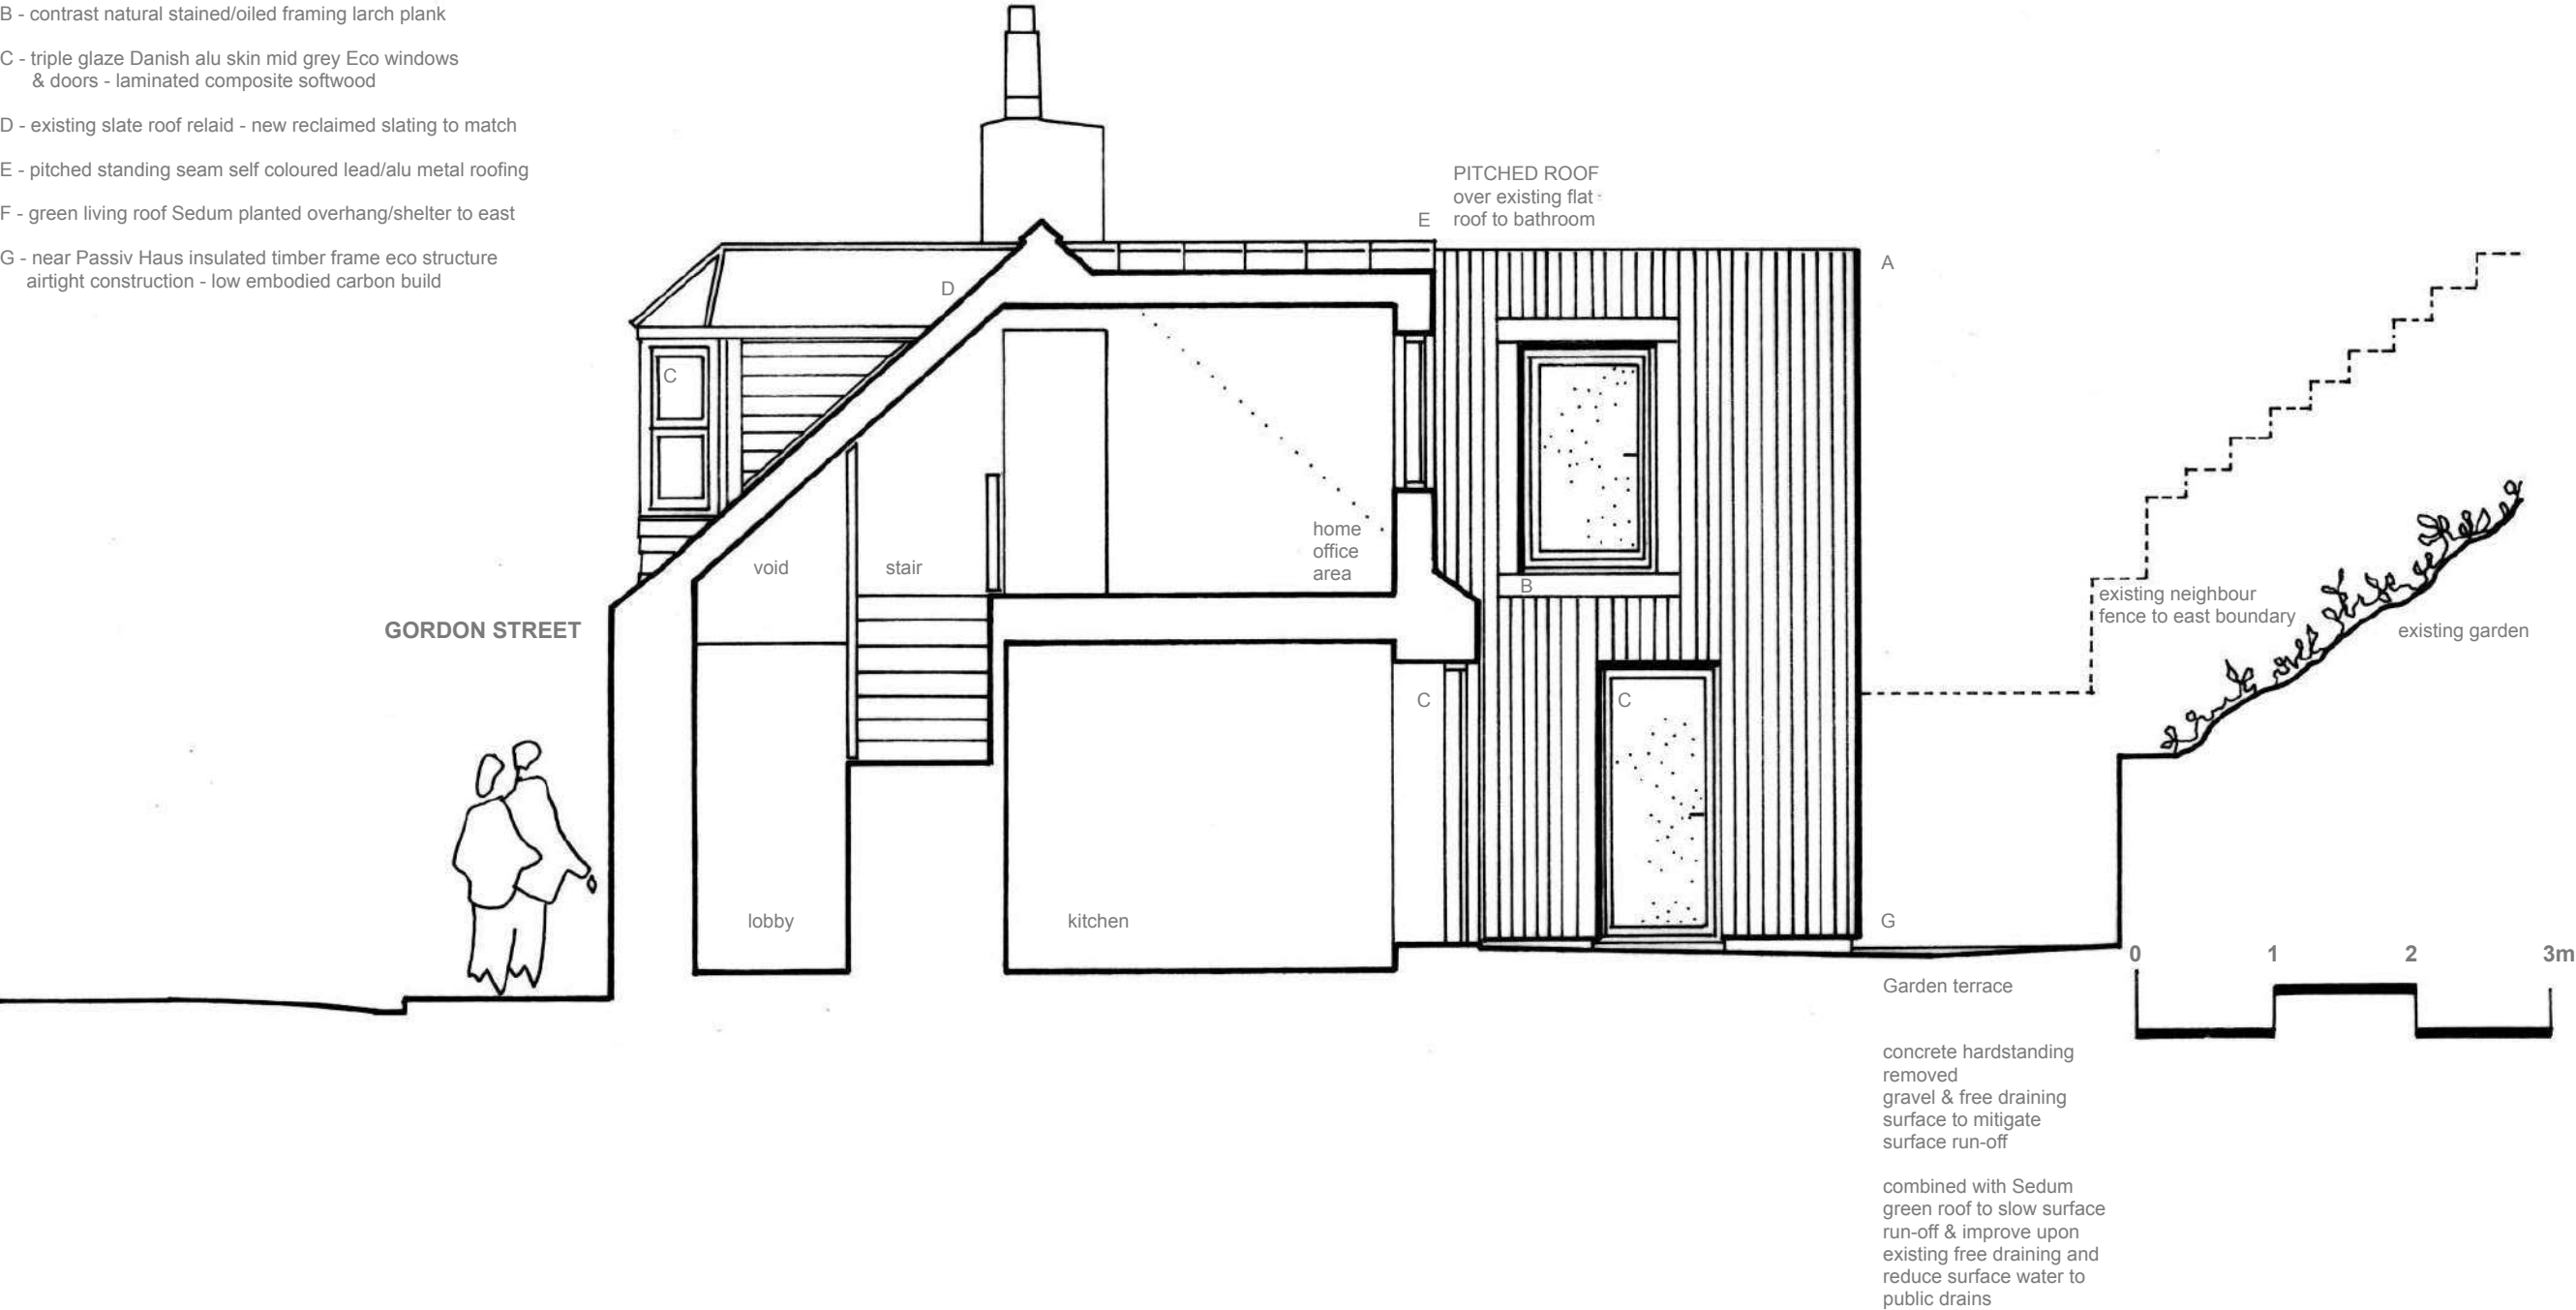 B - contrast natural stained/oiled framing larch plank
C - triple glaze Danish alu skin mid grey Eco windows
& doors - laminated composite softwood
D - existing slate roof relaid - new reclaimed slating to match
E - pitched standing seam self coloured lead/alu metal roofing
F - green living roof Sedum planted overhang/shelter to east
G - near Passiv Haus insulated timber frame eco structure
airtight construction - low embodied carbon build
PITCHED ROOF
over existing flat
roof to bathroom
E
A
D
C
home
office
area
void
stair
B
existing neighbour
fence to east boundary
existing garden
GORDON STREET
C
C
lobby
kitchen
G
0 1 2 3m
Garden terrace
concrete hardstanding
removed
gravel & free draining
surface to mitigate
surface run-off
combined with Sedum
green roof to slow surface
run-off & improve upon
existing free draining and
reduce surface water to
public drains